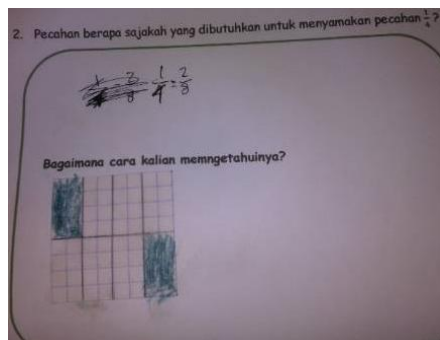 2. Pecahan berapa sajakah yang dibutuhkan untuk menyamakan pecahan 1/4?
1/4 = 2/8
Bagaimana cara kalian memngetahuinya?